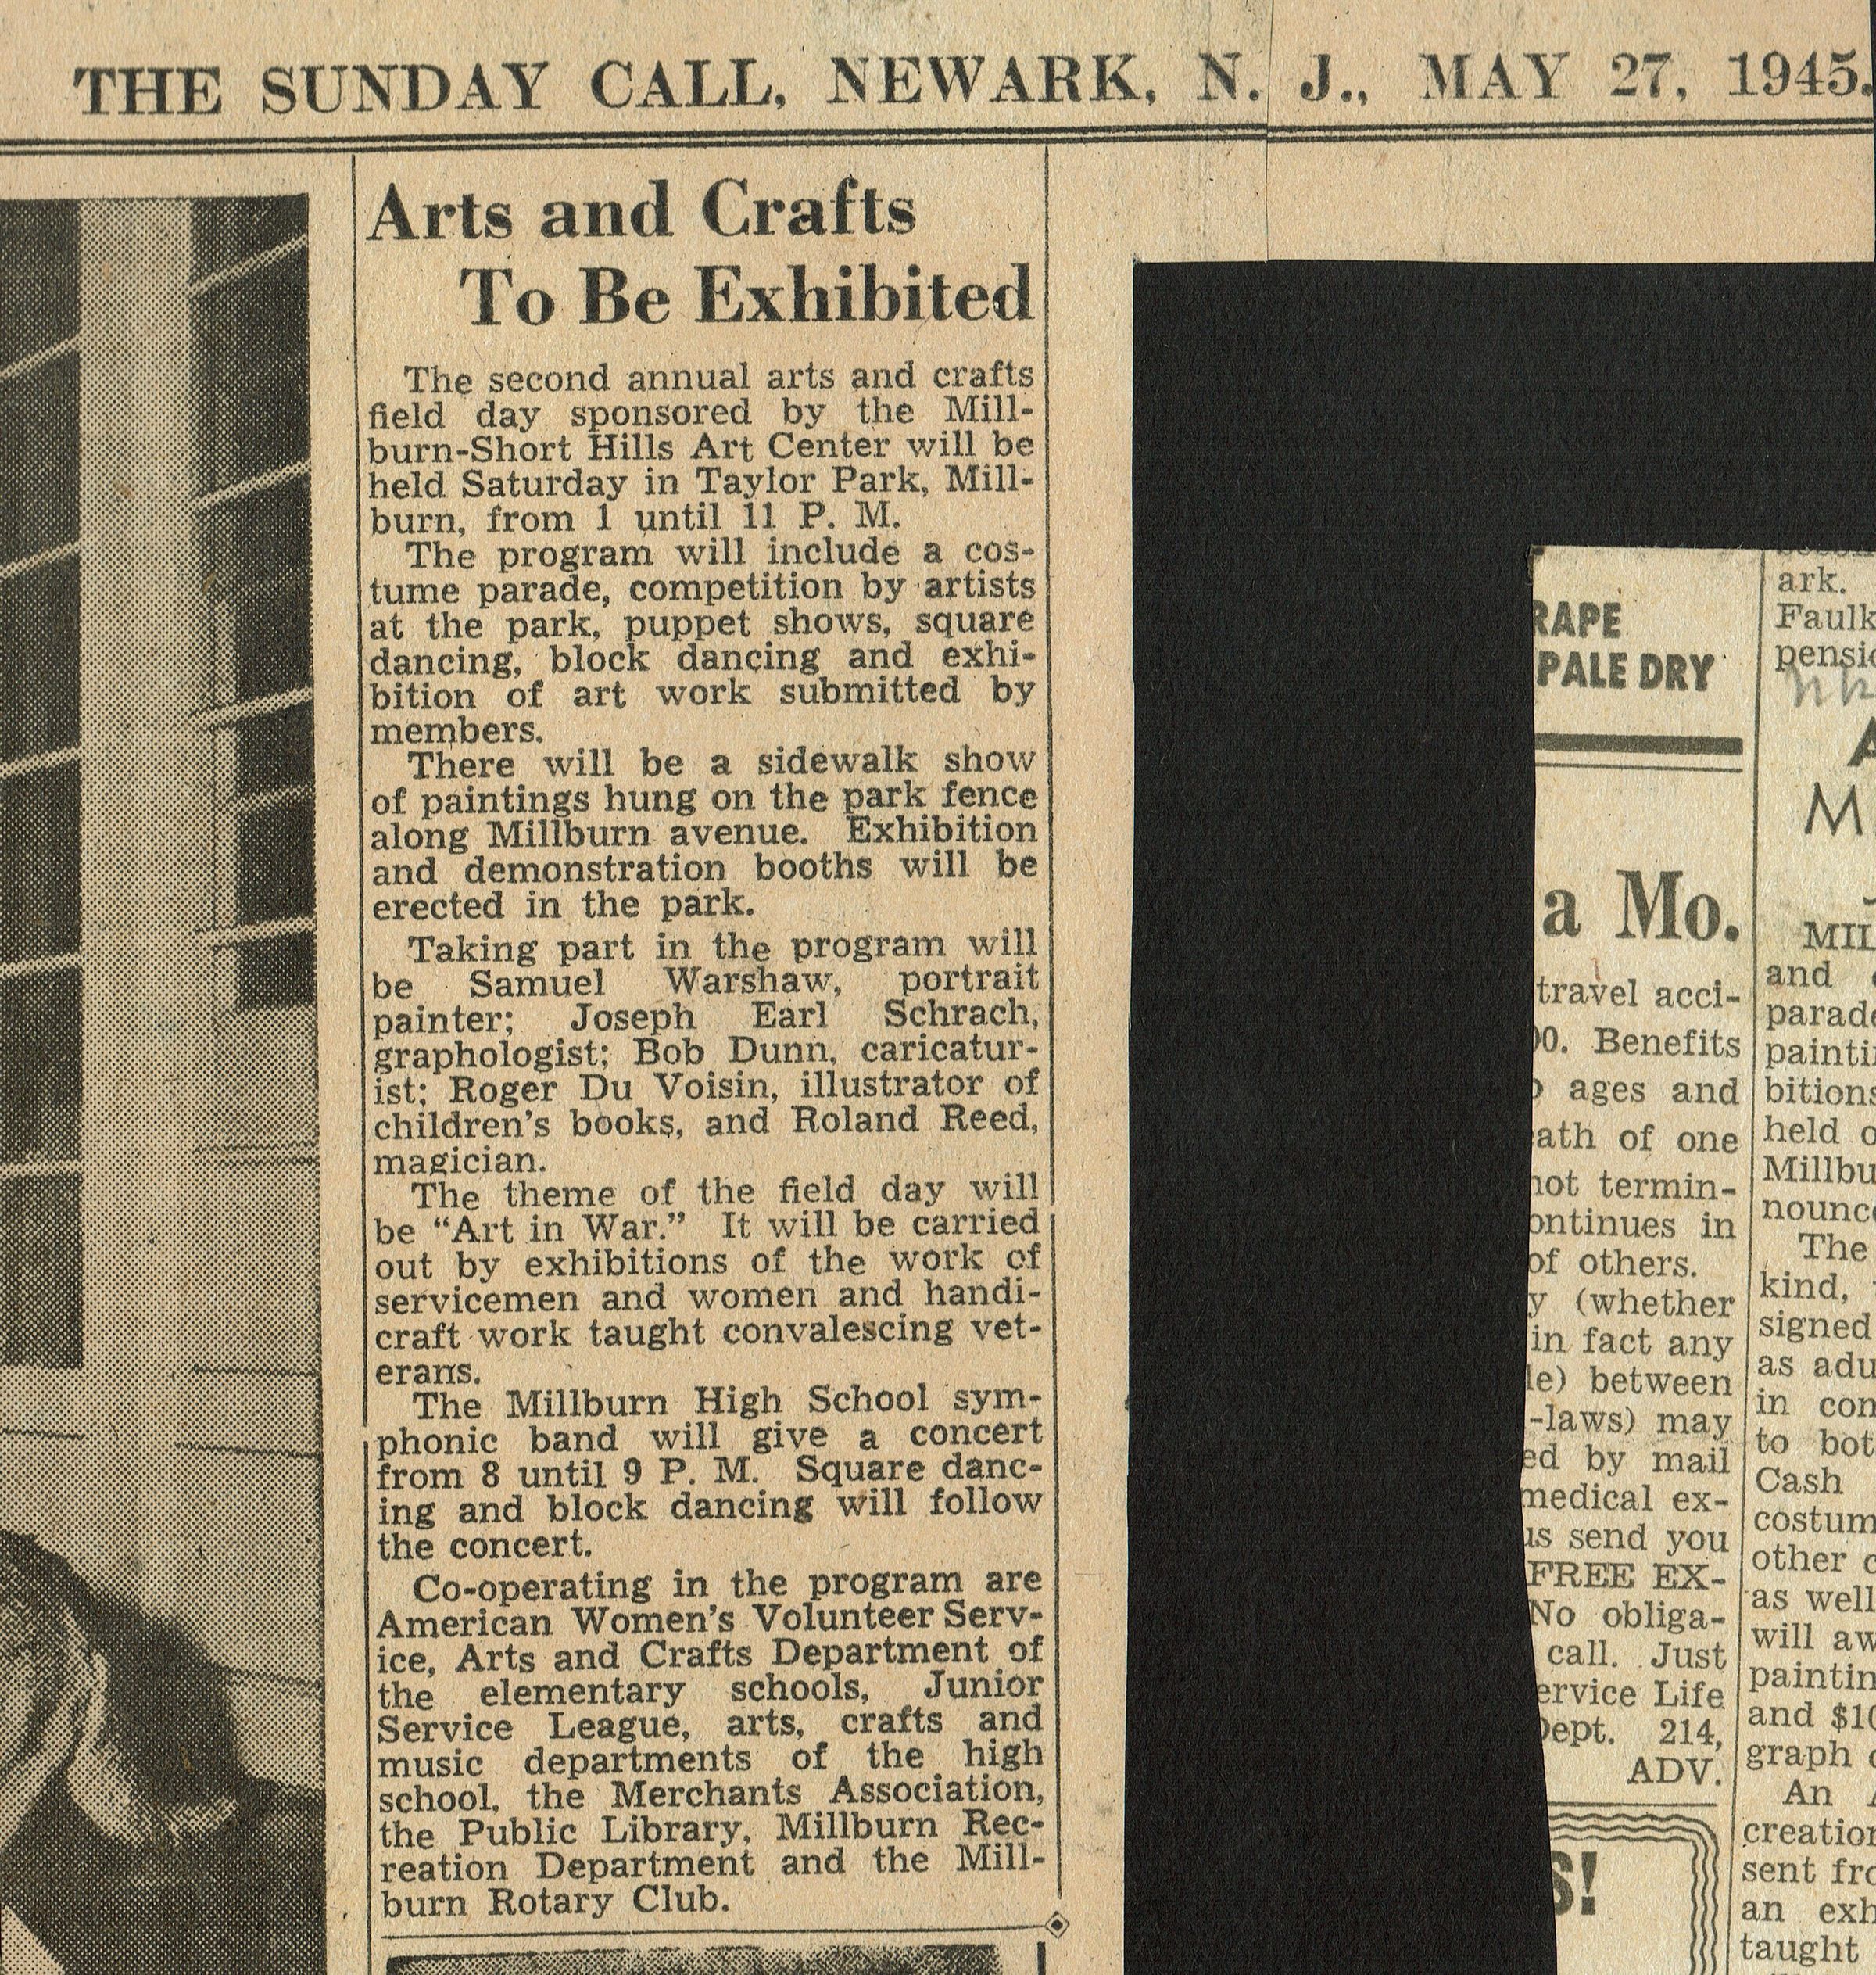 THE SUNDAY CALL, NEWARK, N. J., MAY 27, 1945.
Arts and Crafts
To Be Exhibited
The second annual arts and crafts
field day sponsored by the Mill-
burn-Short Hills Art Center will be
held Saturday in Taylor Park, Mill-
burn, from 1 until 11 P. M.
The program will include a cos-
tume parade, competition by artists
at the park, puppet shows, square
dancing, block dancing and exhi-
bition of art work submitted by
members.
There will be a sidewalk show
of paintings hung on the park fence
along Millburn avenue. Exhibition
and demonstration booths will be
erected in the park.
Taking part in the program will
be Samuel Warshaw, portrait
painter; Joseph Earl Schrach,
graphologist; Bob Dunn, caricatur-
ist; Roger Du Voisin, illustrator of
children's books, and Roland Reed,
magician.
The theme of the field day will
be “Art in War.” It will be carried
out by exhibitions of the work of
servicemen and women and handi-
craft work taught convalescing vet-
erans.
The Millburn High School sym-
phonic band will give a concert
from 8 until 9 P. M. Square danc-
ing and block dancing will follow
the concert.
Co-operating in the program are
American Women's Volunteer Serv-
ice, Arts and Crafts Department of
the elementary schools, Junior
Service League, arts, crafts and
music departments of the high
school, the Merchants Association,
the Public Library, Millburn Rec-
reation Department and the Mill-
burn Rotary Club.
RAPE
PALE DRY
a Mo.
travel acci-
00. Benefits
ages and
ath of one
not termin-
ontinues in
of others.
y (whether
in fact any
le) between
-laws) may
ed by mail
medical ex-
us send you
FREE EX-
No obliga-
call. Just
ervice Life
Dept. 214,
ADV.
S!
ark.
Faulk
pensio
A
M
MIL
and
parade
paintin
bitions
held o
Millbu
nounce
The
kind,
signed
as adu
in con
to bot
Cash
costum
other c
as well
will aw
paintin
and $10
graph c
An A
creation
sent fro
an exh
taught